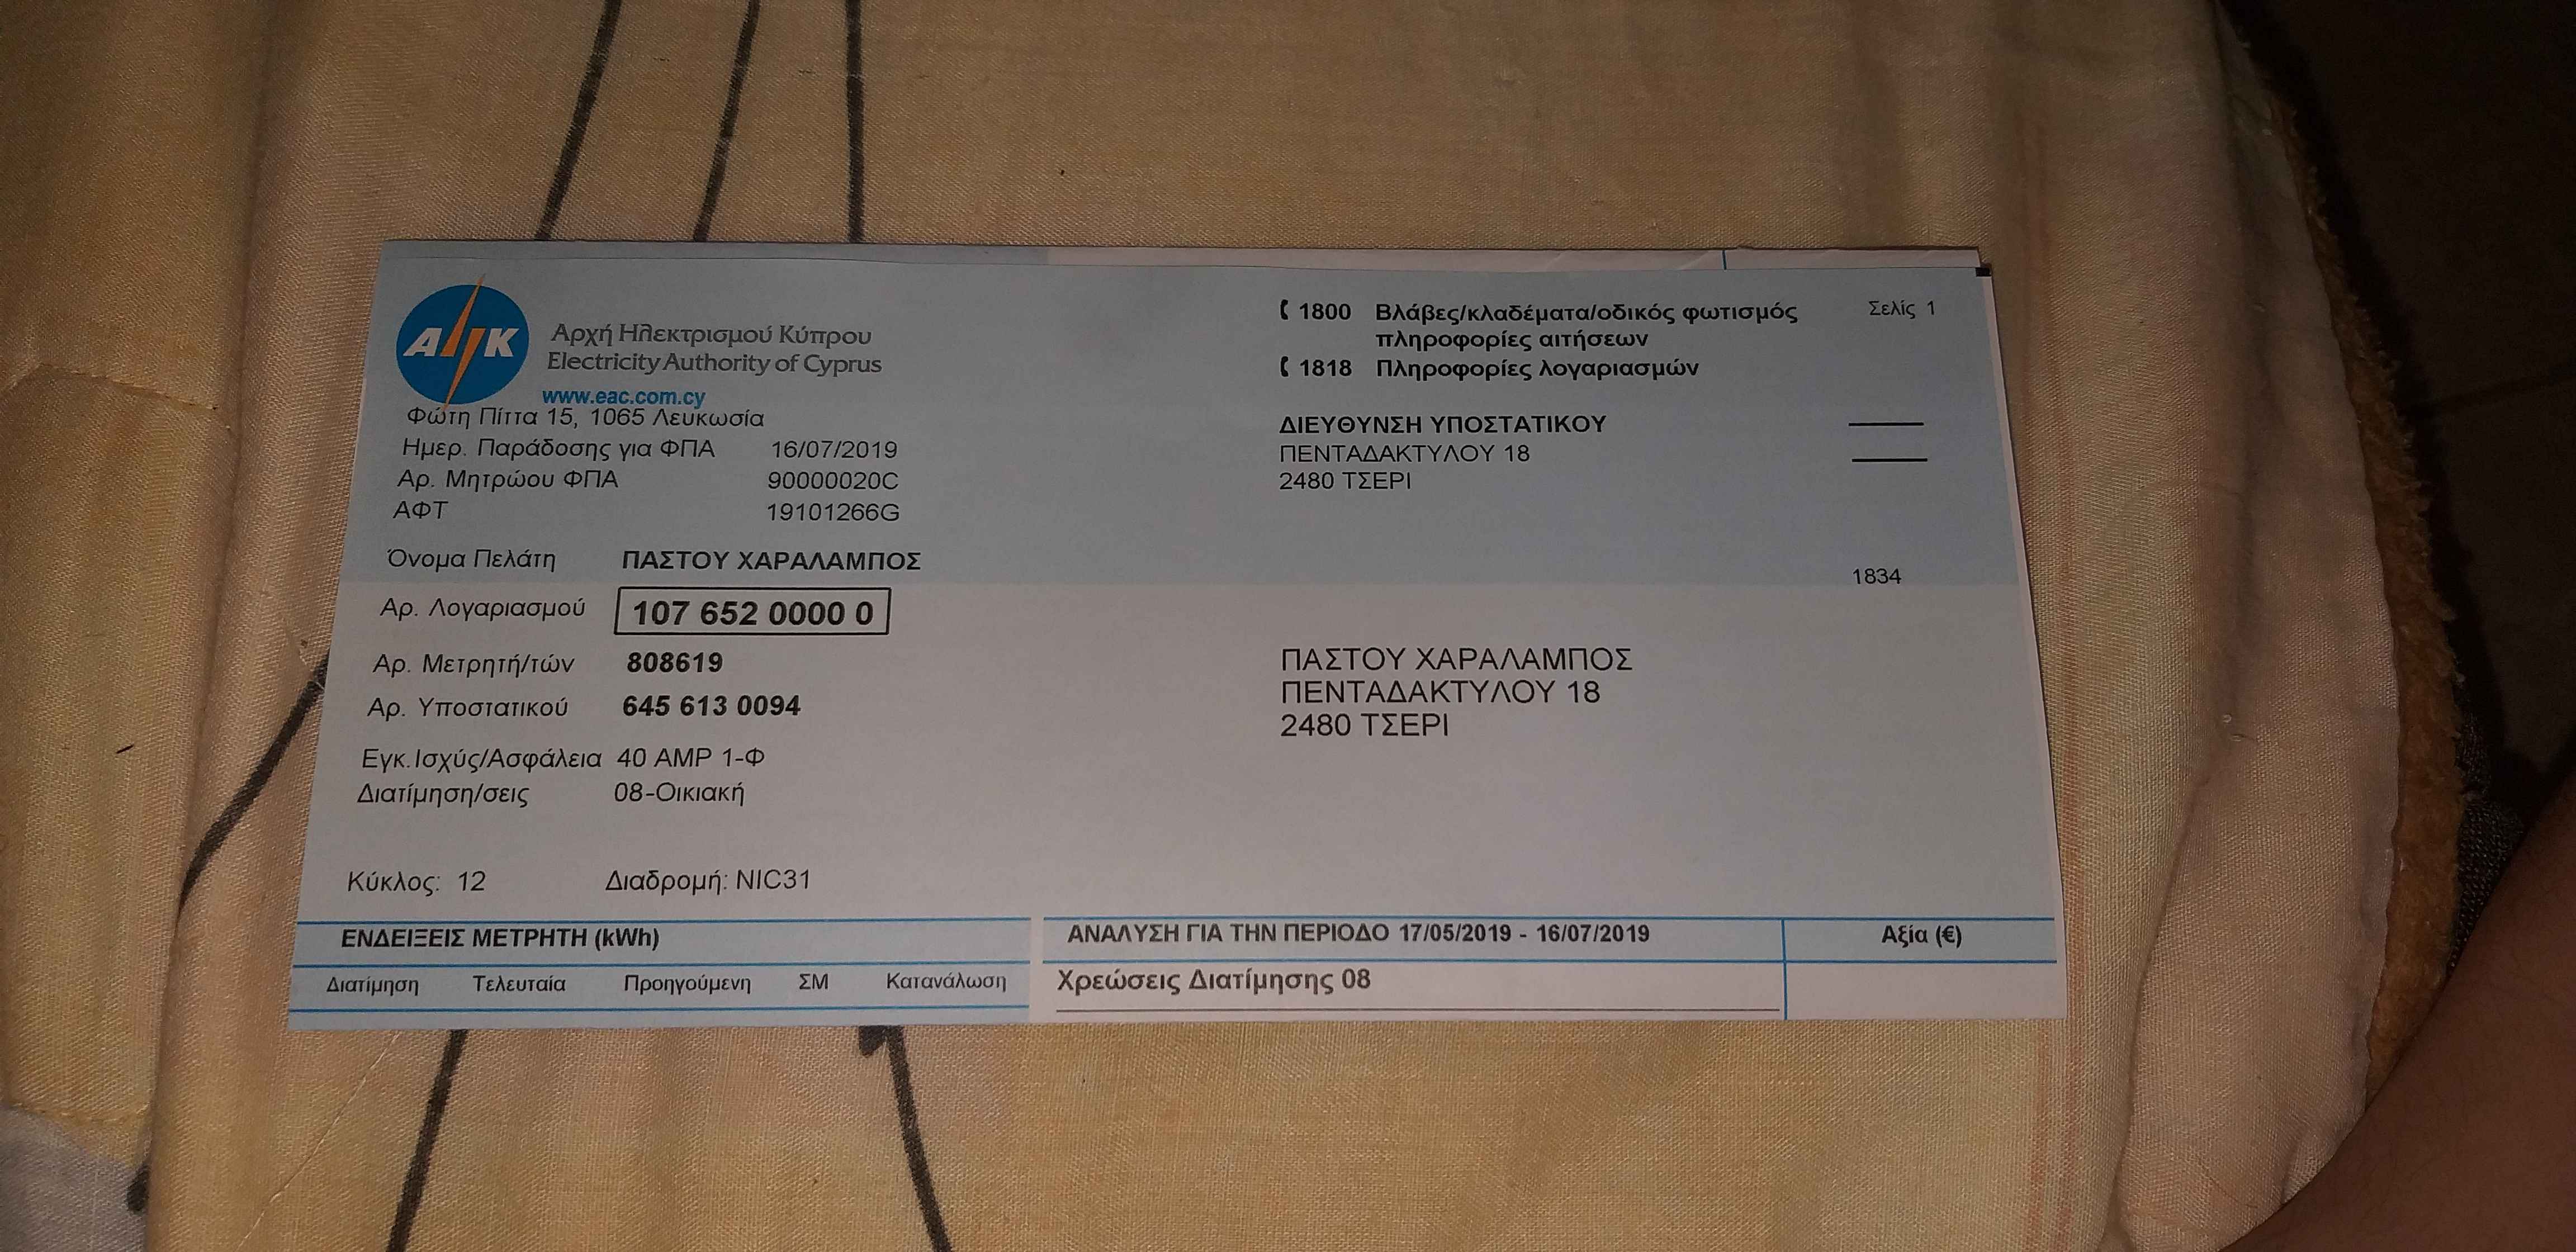 ΑΗΚ
Αρχή Ηλεκτρισμού Κύπρου
Electricity Authority of Cyprus
www.eac.com.cy
Φώτη Πίττα 15, 1065 Λευκωσία
Ημερ. Παράδοσης για ΦΠΑ 16/07/2019
Αρ. Μητρώου ΦΠΑ 90000020C
ΑΦΤ 19101266G
Όνομα Πελάτη ΠΑΣΤΟΥ ΧΑΡΑΛΑΜΠΟΣ
Αρ. Λογαριασμού 107 652 0000 0
Αρ. Μετρητή/τών 808619
Αρ. Υποστατικού 645 613 0094
Εγκ.Ισχύς/Ασφάλεια 40 AMP 1-Φ
Διατίμηση/σεις 08-Οικιακή
Κύκλος: 12 Διαδρομή: NIC31
1800 Βλάβες/κλαδέματα/οδικός φωτισμός
πληροφορίες αιτήσεων
1818 Πληροφορίες λογαριασμών
Σελίς 1
ΔΙΕΥΘΥΝΣΗ ΥΠΟΣΤΑΤΙΚΟΥ
ΠΕΝΤΑΔΑΚΤΥΛΟΥ 18
2480 ΤΣΕΡΙ
1834
ΠΑΣΤΟΥ ΧΑΡΑΛΑΜΠΟΣ
ΠΕΝΤΑΔΑΚΤΥΛΟΥ 18
2480 ΤΣΕΡΙ
ΕΝΔΕΙΞΕΙΣ ΜΕΤΡΗΤΗ (kWh)
Διατίμηση Τελευταία Προηγούμενη ΣΜ Κατανάλωση
ΑΝΑΛΥΣΗ ΓΙΑ ΤΗΝ ΠΕΡΙΟΔΟ 17/05/2019 - 16/07/2019 Αξία (€)
Χρεώσεις Διατίμησης 08